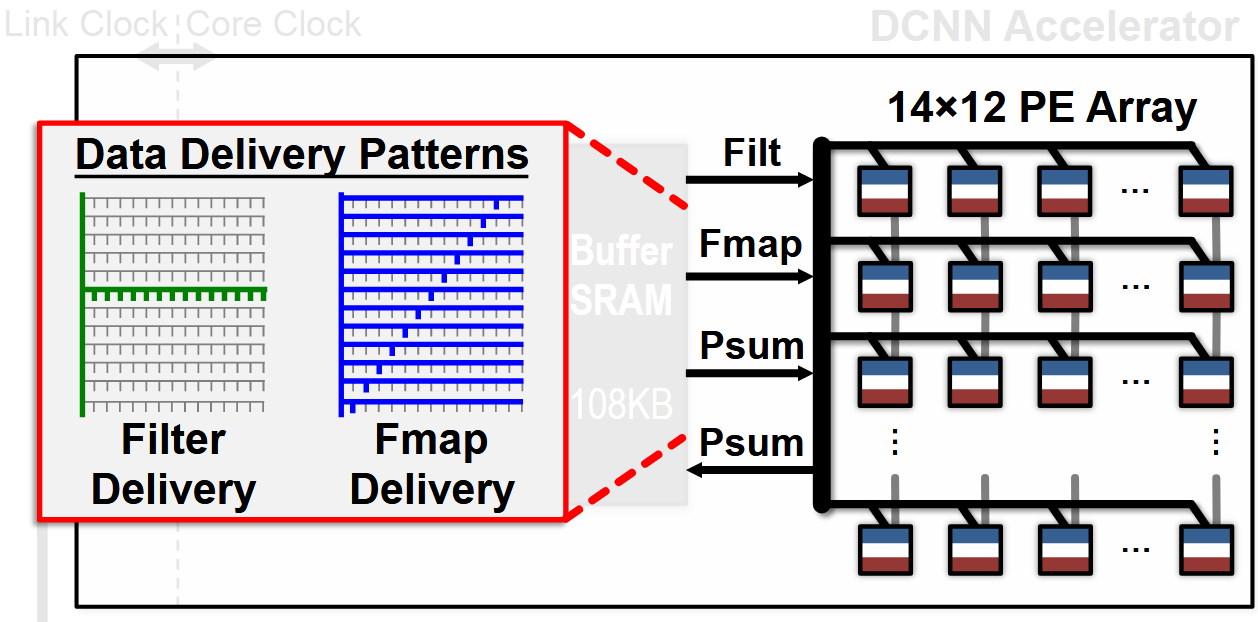 Link Clock Core Clock
DCNN Accelerator
14×12 PE Array
Data Delivery Patterns
Filter
Delivery
Fmap
Delivery
Buffer
SRAM
108KB
Filt
Fmap
Psum
Psum
...
...
...
...